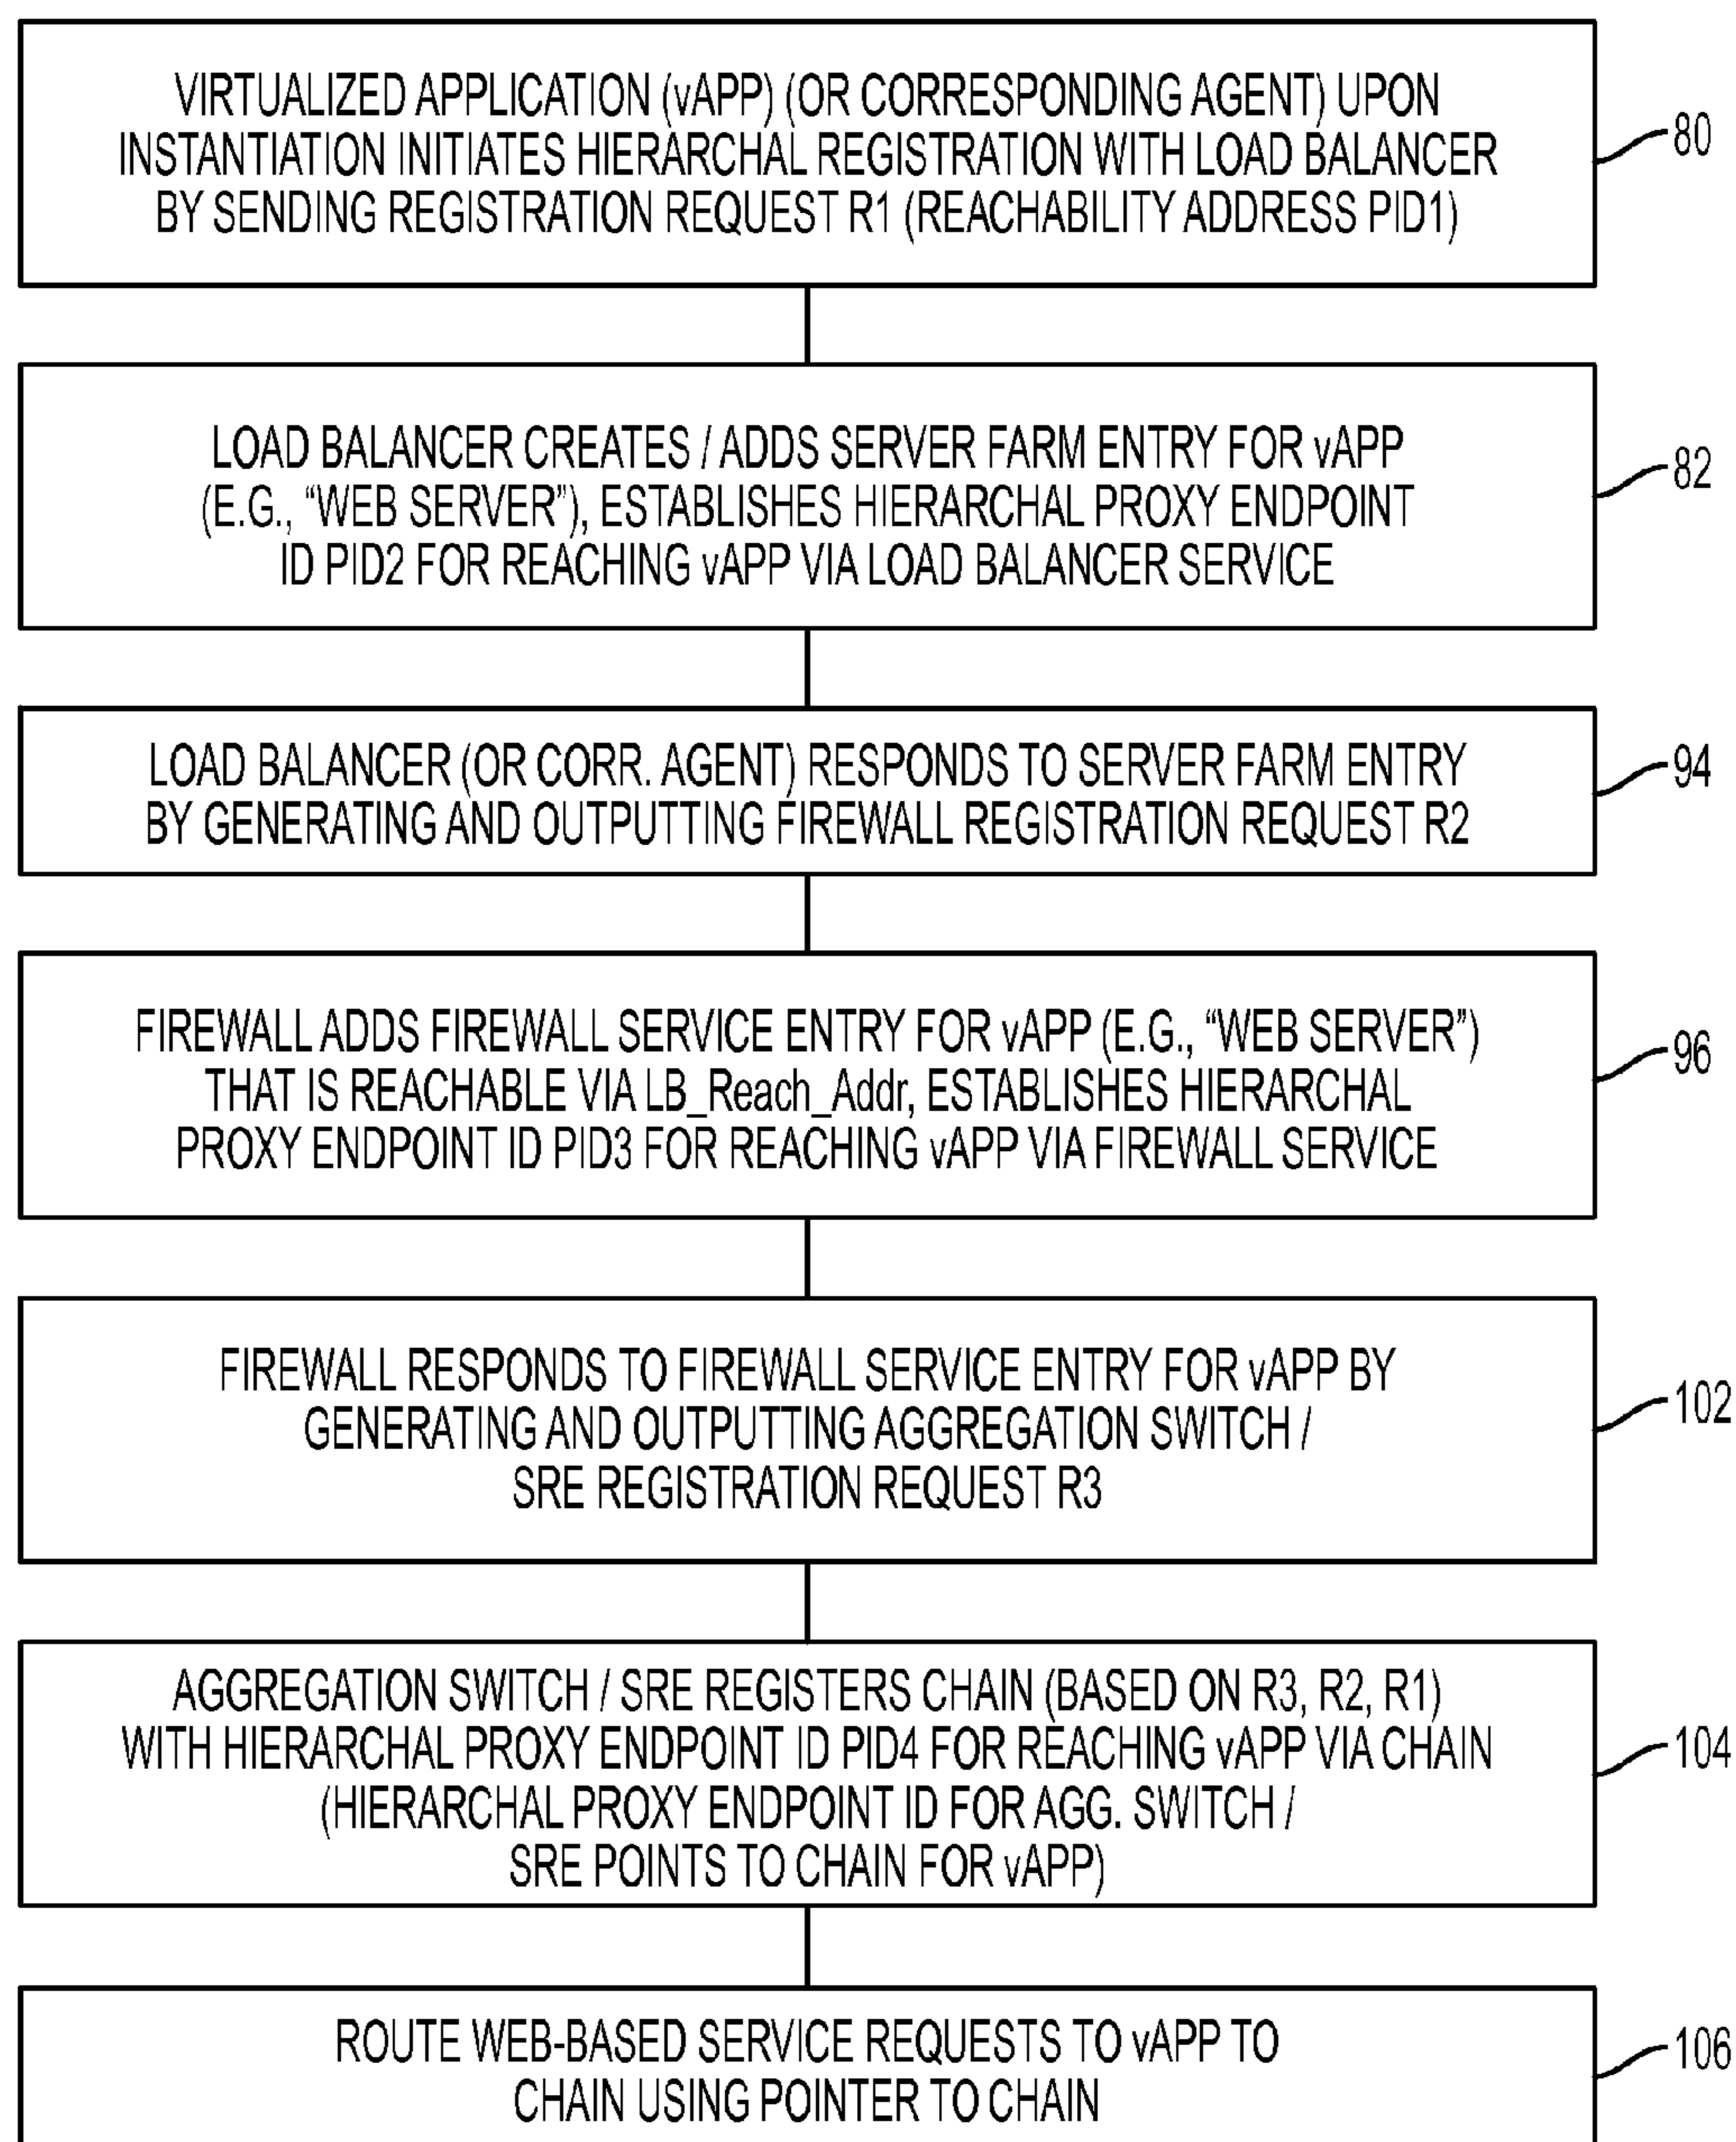 VIRTUALIZED APPLICATION (vAPP) (OR CORRESPONDING AGENT) UPON
INSTANTIATION INITIATES HIERARCHAL REGISTRATION WITH LOAD BALANCER
BY SENDING REGISTRATION REQUEST R1 (REACHABILITY ADDRESS PID1)
80
LOAD BALANCER CREATES / ADDS SERVER FARM ENTRY FOR vAPP
(E.G., “WEB SERVER”), ESTABLISHES HIERARCHAL PROXY ENDPOINT
ID PID2 FOR REACHING vAPP VIA LOAD BALANCER SERVICE
82
LOAD BALANCER (OR CORR. AGENT) RESPONDS TO SERVER FARM ENTRY
BY GENERATING AND OUTPUTTING FIREWALL REGISTRATION REQUEST R2
94
FIREWALL ADDS FIREWALL SERVICE ENTRY FOR vAPP (E.G., “WEB SERVER”)
THAT IS REACHABLE VIA LB_Reach_Addr, ESTABLISHES HIERARCHAL
PROXY ENDPOINT ID PID3 FOR REACHING vAPP VIA FIREWALL SERVICE
96
FIREWALL RESPONDS TO FIREWALL SERVICE ENTRY FOR vAPP BY
GENERATING AND OUTPUTTING AGGREGATION SWITCH /
SRE REGISTRATION REQUEST R3
102
AGGREGATION SWITCH / SRE REGISTERS CHAIN (BASED ON R3, R2, R1)
WITH HIERARCHAL PROXY ENDPOINT ID PID4 FOR REACHING vAPP VIA CHAIN
(HIERARCHAL PROXY ENDPOINT ID FOR AGG. SWITCH /
SRE POINTS TO CHAIN FOR vAPP)
104
ROUTE WEB-BASED SERVICE REQUESTS TO vAPP TO
CHAIN USING POINTER TO CHAIN
106